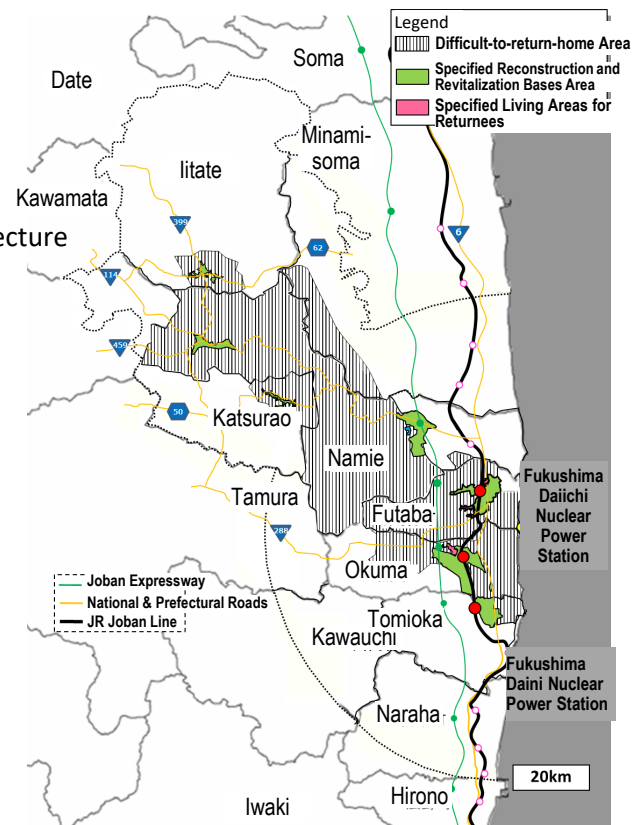 Legend
Difficult-to-return-home Area
Specified Reconstruction and
Revitalization Bases Area
Specified Living Areas for
Returnees
Soma
Date
Minami-
soma
Iitate
Kawamata
399
6
ecture
62
114
459
50
Katsurao
Namie
Tamura
Futaba
288
Fukushima
Daiichi
Nuclear
Power
Station
Okuma
Joban Expressway
National & Prefectural Roads
JR Joban Line
Tomioka
Kawauchi
Fukushima
Daini Nuclear
Power Station
Naraha
20km
Hirono
Iwaki